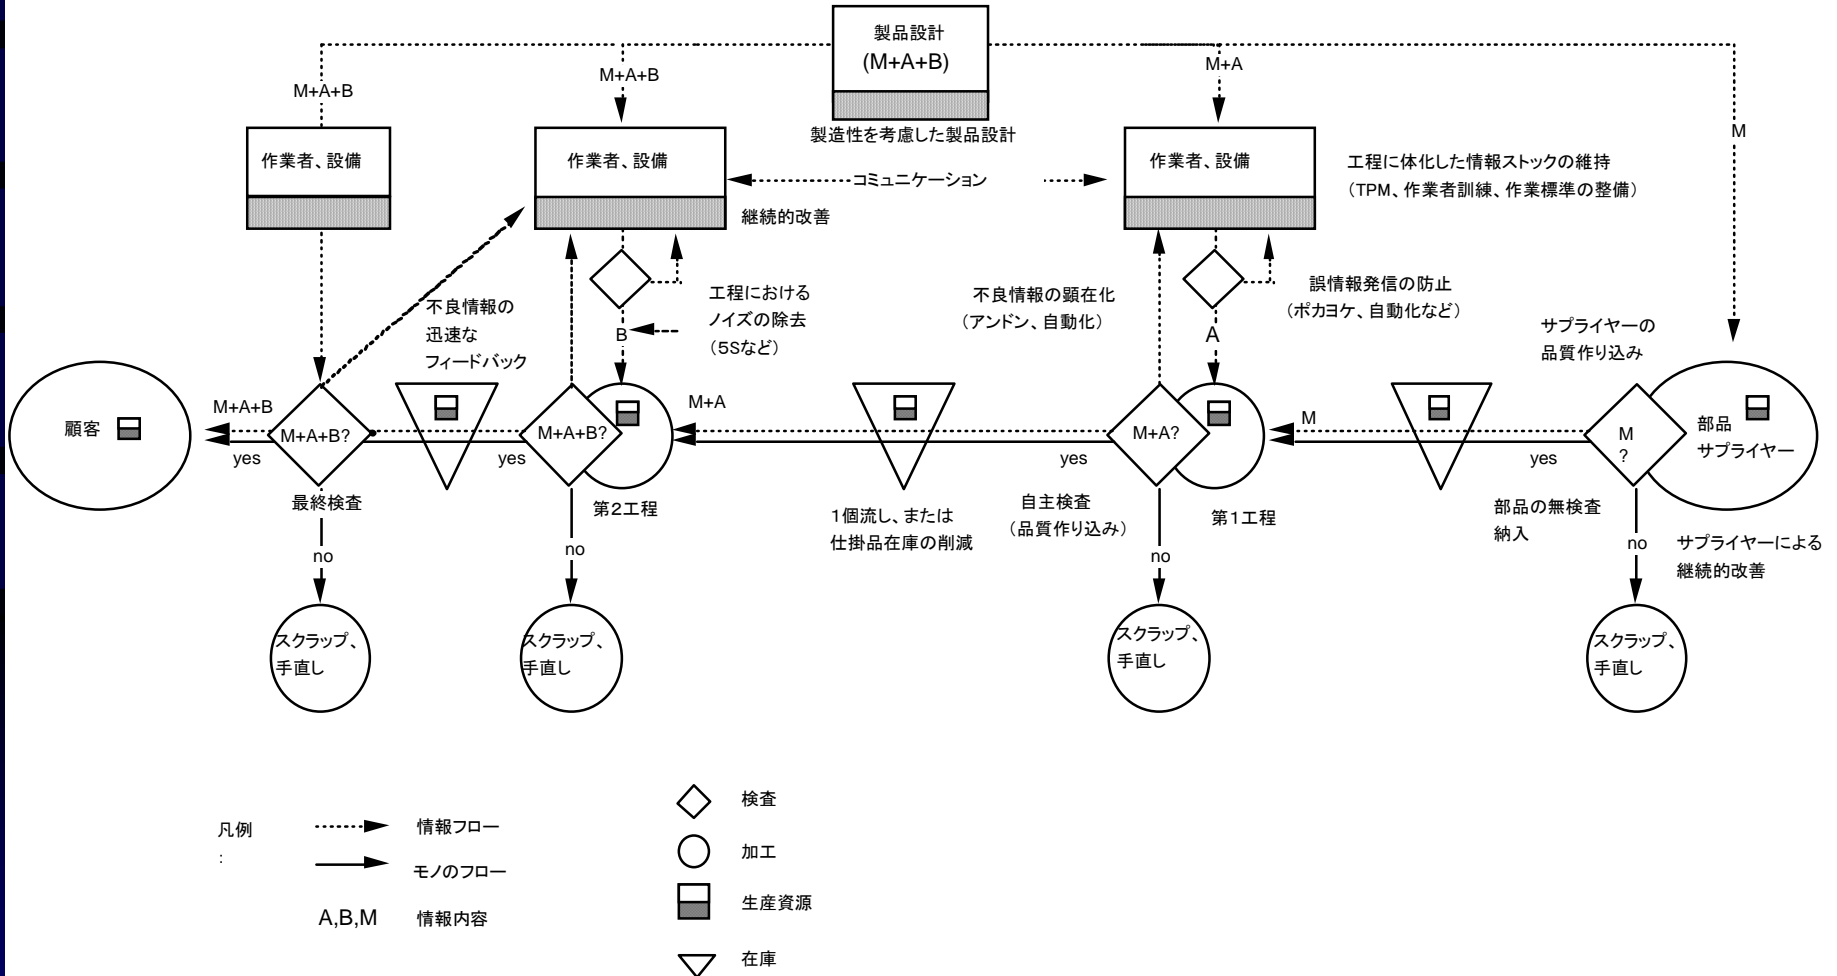 製品設計
(M+A+B)
製造性を考慮した製品設計
M+A+B
M+A+B
M+A
M
作業者、設備
作業者、設備
作業者、設備
コミュニケーション
継続的改善
工程に体化した情報ストックの維持
(TPM、作業者訓練、作業標準の整備)
不良情報の
迅速な
フィードバック
工程における
ノイズの除去
(5Sなど)
B
不良情報の顕在化
(アンドン、自動化)
誤情報発信の防止
(ポカヨケ、自動化など)
A
サプライヤーの
品質作り込み
顧客
M+A+B
yes
M+A+B?
最終検査
yes
M+A+B?
第2工程
M+A
1個流し、または
仕掛品在庫の削減
yes
M+A?
自主検査
(品質作り込み)
第1工程
M
yes
部品の無検査
納入
M
?
部品
サプライヤー
サプライヤーによる
継続的改善
no
no
no
no
スクラップ、
手直し
スクラップ、
手直し
スクラップ、
手直し
スクラップ、
手直し
凡例
:
情報フロー
モノのフロー
A,B,M 情報内容
検査
加工
生産資源
在庫